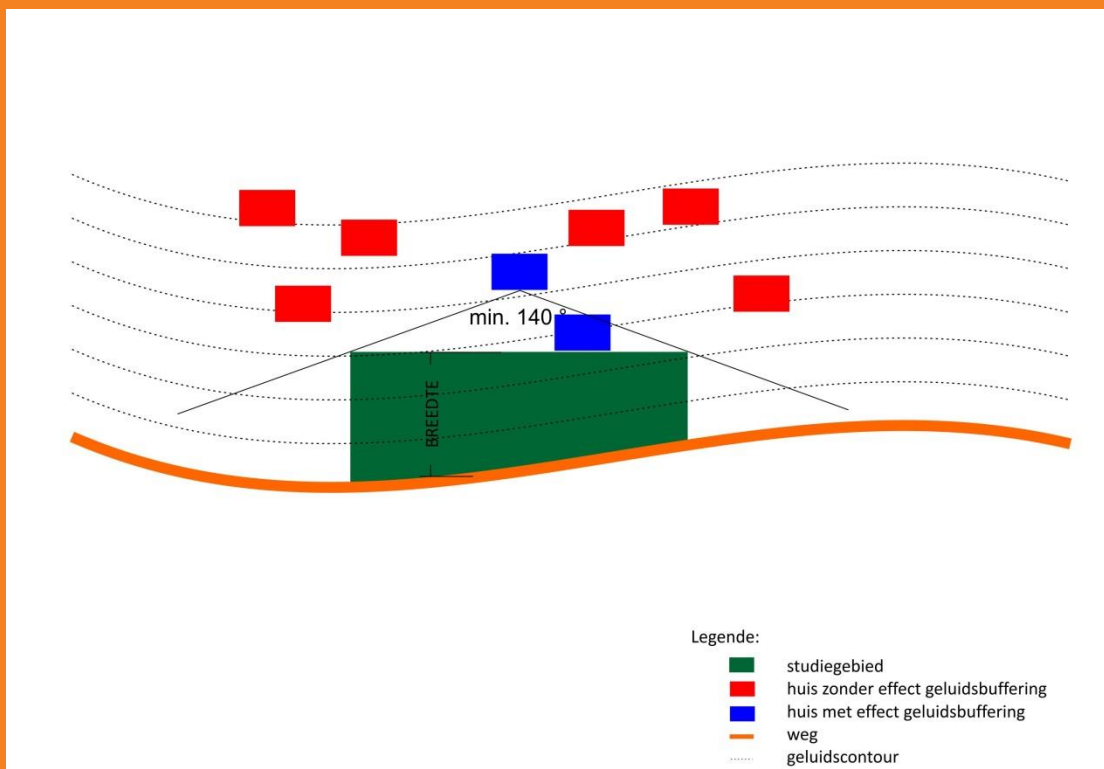 min. 140 °
BREEDTE
Legende:
studiegebied
huis zonder effect geluidsbuffering
huis met effect geluidsbuffering
weg
geluidscontour